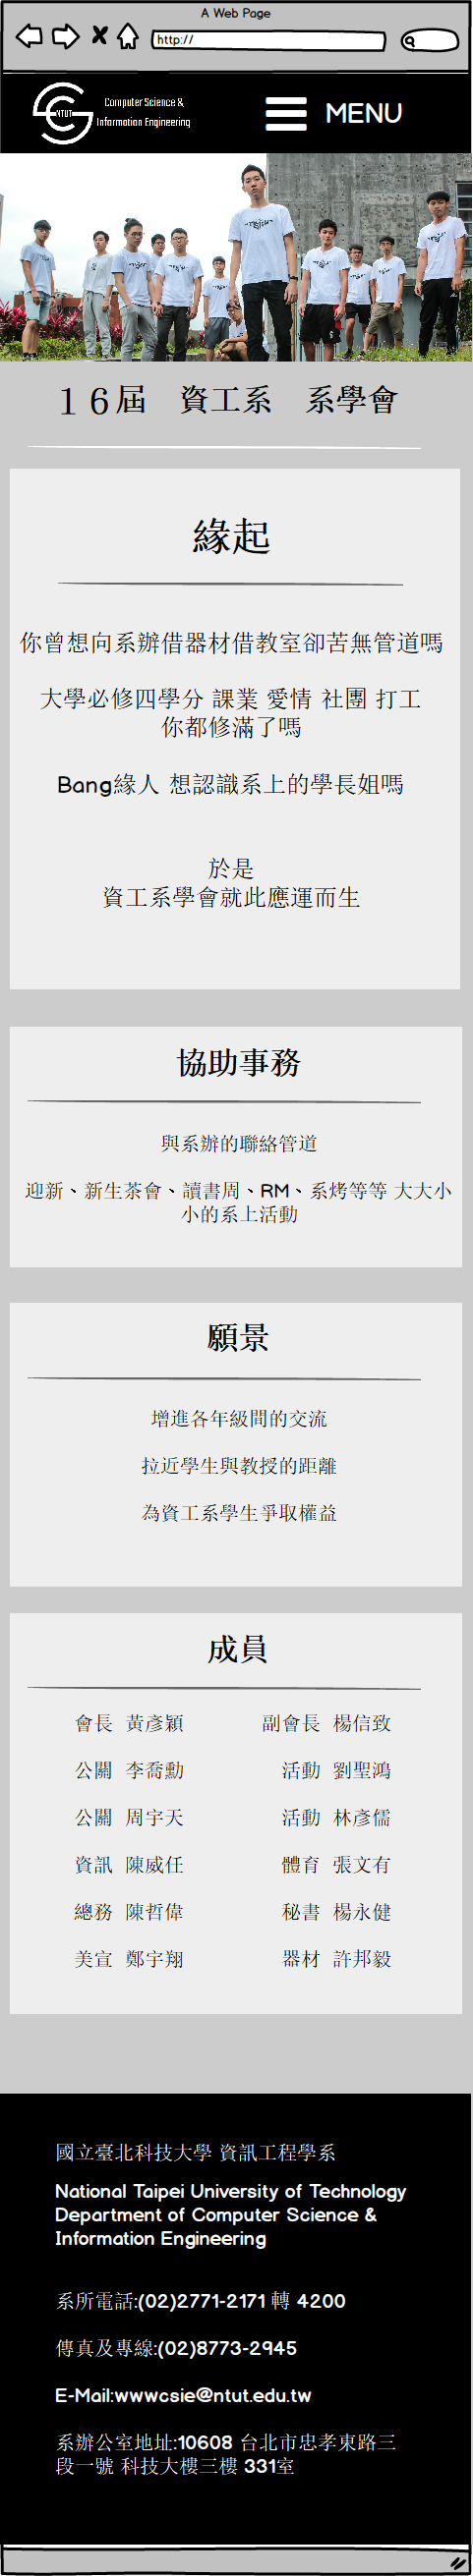 A Web Page
http://
NTUT
Computer Science &
Information Engineering
MENU
１６屆　資工系　系學會
緣起
你曾想向系辦借器材借教室卻苦無管道嗎
大學必修四學分 課業 愛情 社團 打工
你都修滿了嗎
Bang緣人 想認識系上的學長姐嗎
於是
資工系學會就此應運而生
協助事務
與系辦的聯絡管道
迎新、新生茶會、讀書周、RM、系烤等等 大大小
小的系上活動
願景
增進各年級間的交流
拉近學生與教授的距離
為資工系學生爭取權益
成員
會長 黃彥穎 副會長 楊信致
公關 李喬勳 活動 劉聖鴻
公關 周宇天 活動 林彥儒
資訊 陳威任 體育 張文有
總務 陳哲偉 秘書 楊永健
美宣 鄭宇翔 器材 許邦毅
國立臺北科技大學 資訊工程學系
National Taipei University of Technology
Department of Computer Science &
Information Engineering
系所電話:(02)2771-2171 轉 4200
傳真及專線:(02)8773-2945
E-Mail:wwwcsie@ntut.edu.tw
系辦公室地址:10608 台北市忠孝東路三
段一號 科技大樓三樓 331室